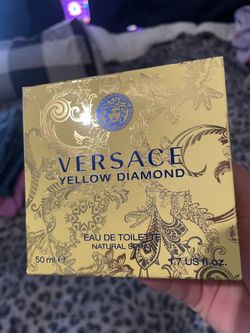 VERSACE
YELLOW DIAMOND
EAU DE TOILETTE
NATURAL SPRAY
50 ml ℮ 1.7 US fl.oz.